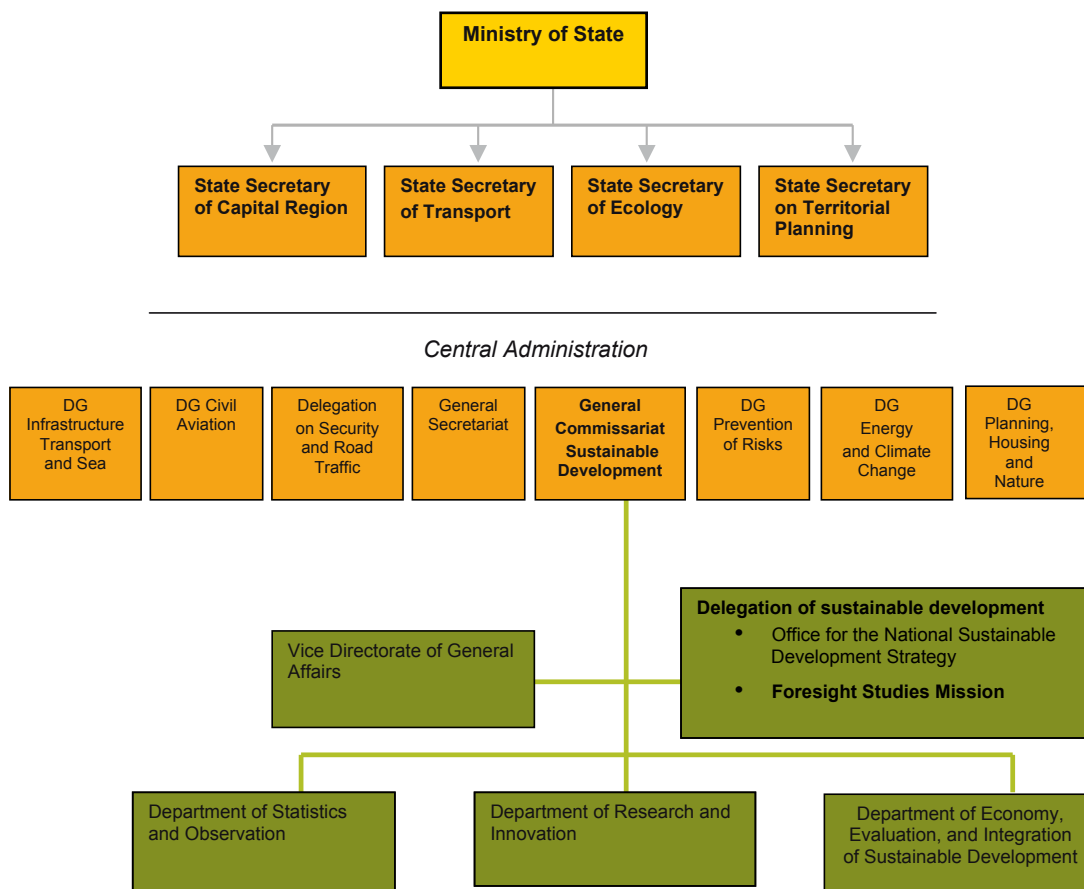 Ministry of State
State Secretary
of Capital Region
State Secretary
of Transport
State Secretary
of Ecology
State Secretary
on Territorial
Planning
Central Administration
DG
Infrastructure
Transport
and Sea
DG Civil
Aviation
Delegation
on Security
and Road
Traffic
General
Secretariat
General
Commissariat
Sustainable
Development
DG
Prevention
of Risks
DG
Energy
and Climate
Change
DG
Planning,
Housing
and
Nature
Vice Directorate of General
Affairs
Delegation of sustainable development
• Office for the National Sustainable
Development Strategy
• Foresight Studies Mission
Department of Statistics
and Observation
Department of Research and
Innovation
Department of Economy,
Evaluation, and Integration
of Sustainable Development